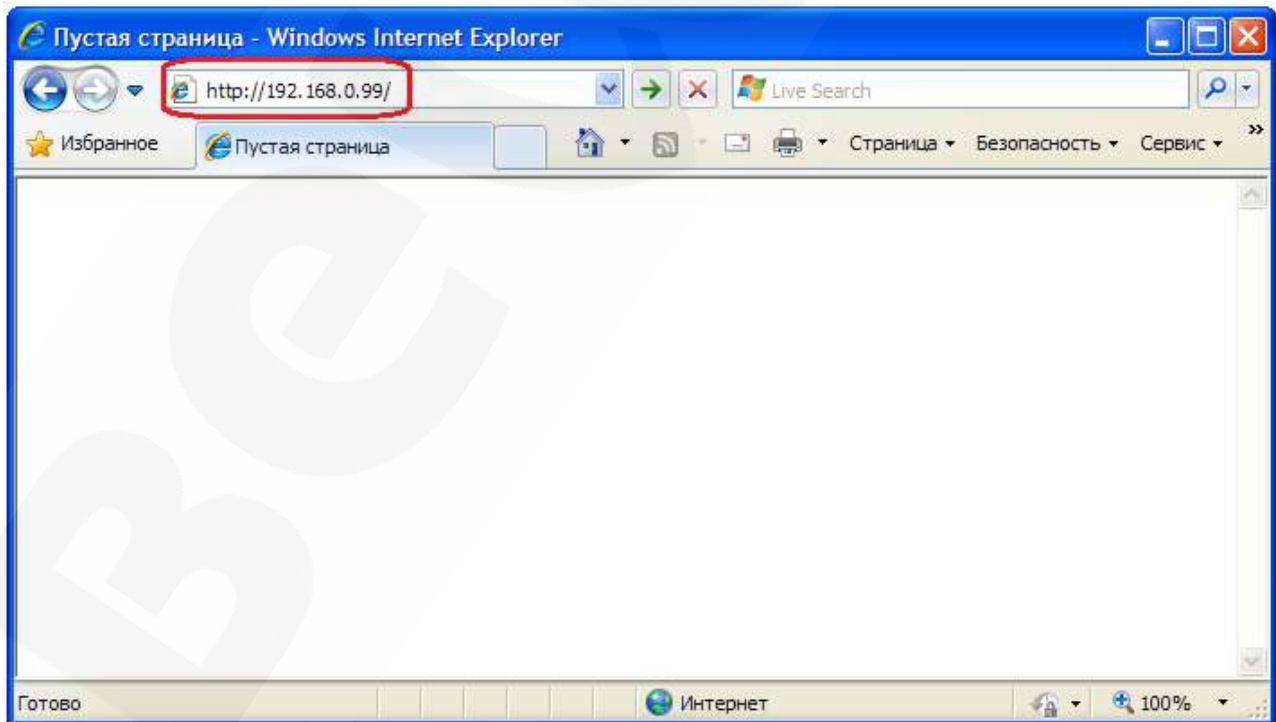 Пустая страница - Windows Internet Explorer
http://192.168.0.99/
Live Search
Избранное
Пустая страница
Страница
Безопасность
Сервис
»
Готово
Интернет
100%